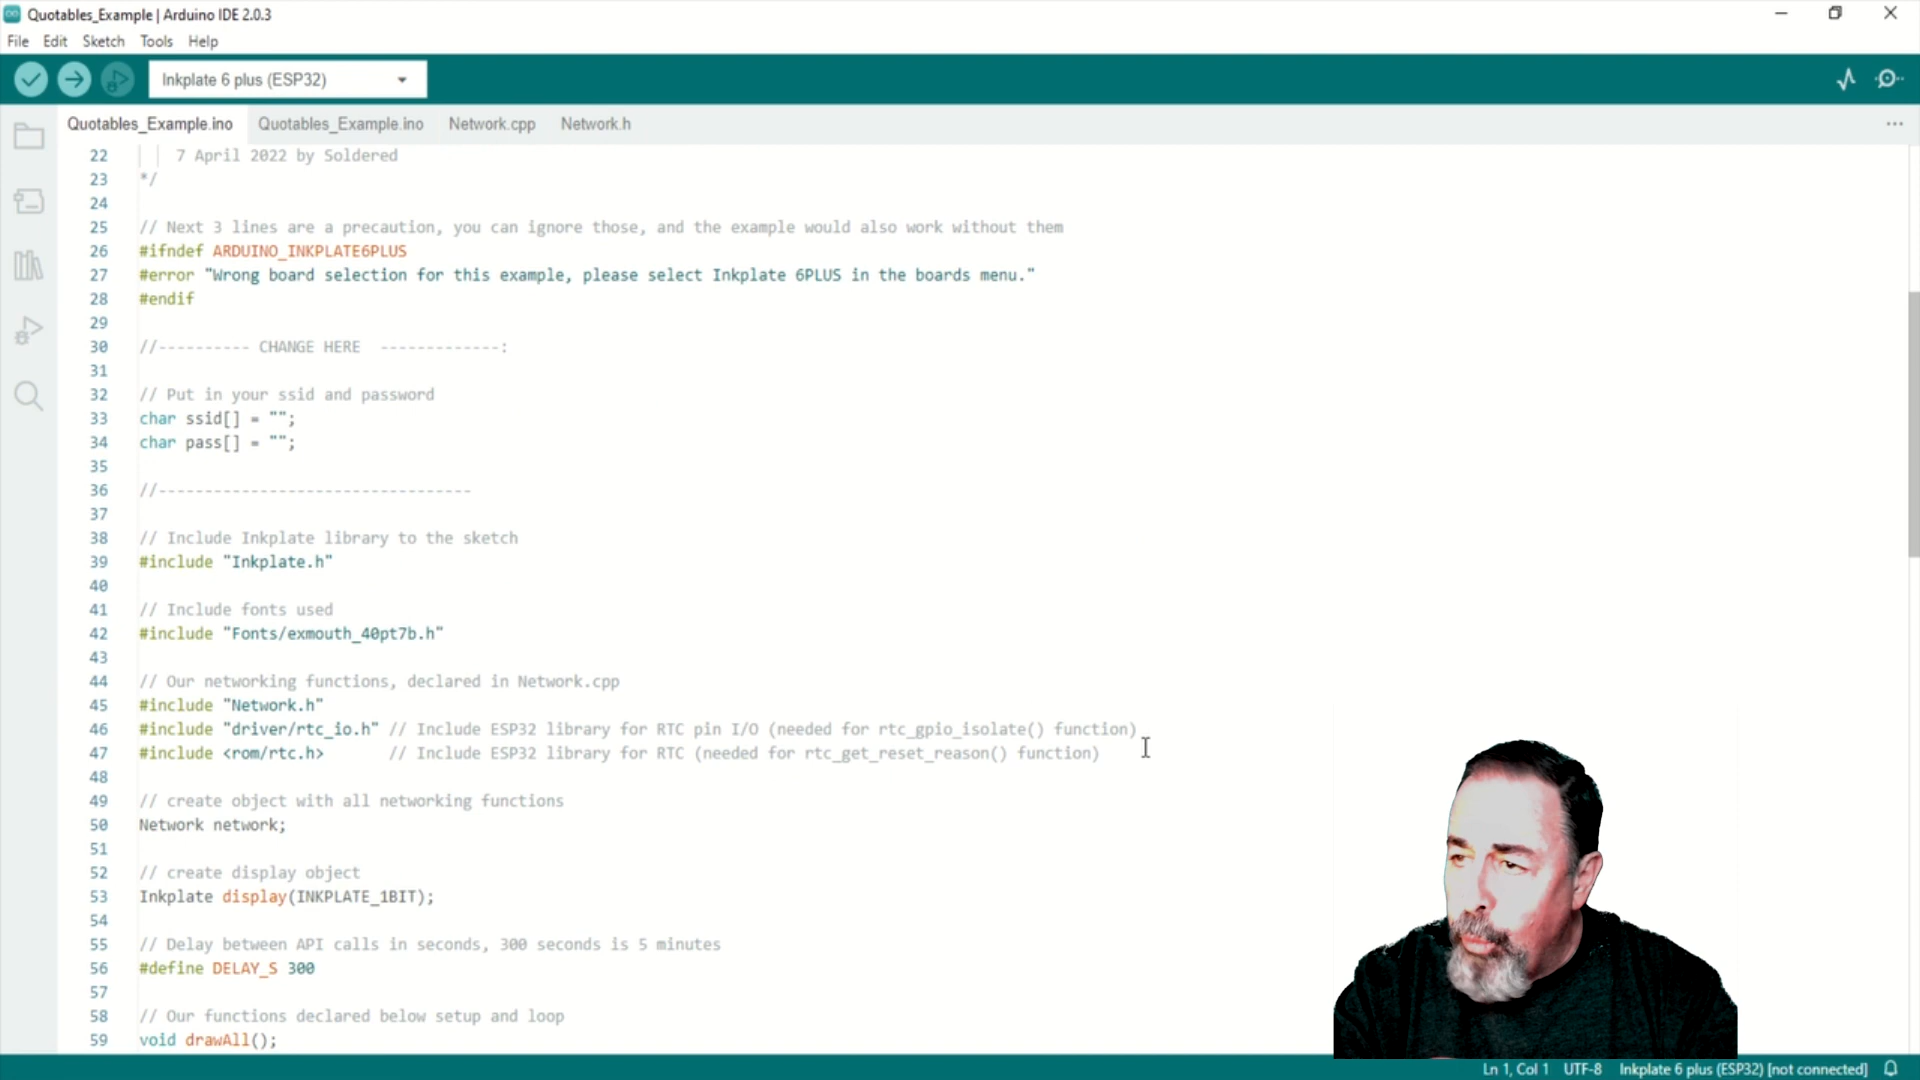 Quotables_Example | Arduino IDE 2.0.3
File Edit Sketch Tools Help
Inkplate 6 plus (ESP32)
Quotables_Example.ino Quotables_Example.ino Network.cpp Network.h
22 7 April 2022 by Soldered
23 */
24
25 // Next 3 lines are a precaution, you can ignore those, and the example would also work without them
26 #ifndef ARDUINO_INKPLATE6PLUS
27 #error "Wrong board selection for this example, please select Inkplate 6PLUS in the boards menu."
28 #endif
29
30 //---------- CHANGE HERE -------------:
31
32 // Put in your ssid and password
33 char ssid[] = "";
34 char pass[] = "";
35
36 //----------------------------------
37
38 // Include Inkplate library to the sketch
39 #include "Inkplate.h"
40
41 // Include fonts used
42 #include "Fonts/exmouth_40pt7b.h"
43
44 // Our networking functions, declared in Network.cpp
45 #include "Network.h"
46 #include "driver/rtc_io.h" // Include ESP32 library for RTC pin I/O (needed for rtc_gpio_isolate() function)
47 #include <rom/rtc.h> // Include ESP32 library for RTC (needed for rtc_get_reset_reason() function)
48
49 // create object with all networking functions
50 Network network;
51
52 // create display object
53 Inkplate display(INKPLATE_1BIT);
54
55 // Delay between API calls in seconds, 300 seconds is 5 minutes
56 #define DELAY_S 300
57
58 // Our functions declared below setup and loop
59 void drawAll();
Ln 1, Col 1 UTF-8 Inkplate 6 plus (ESP32) [not connected]